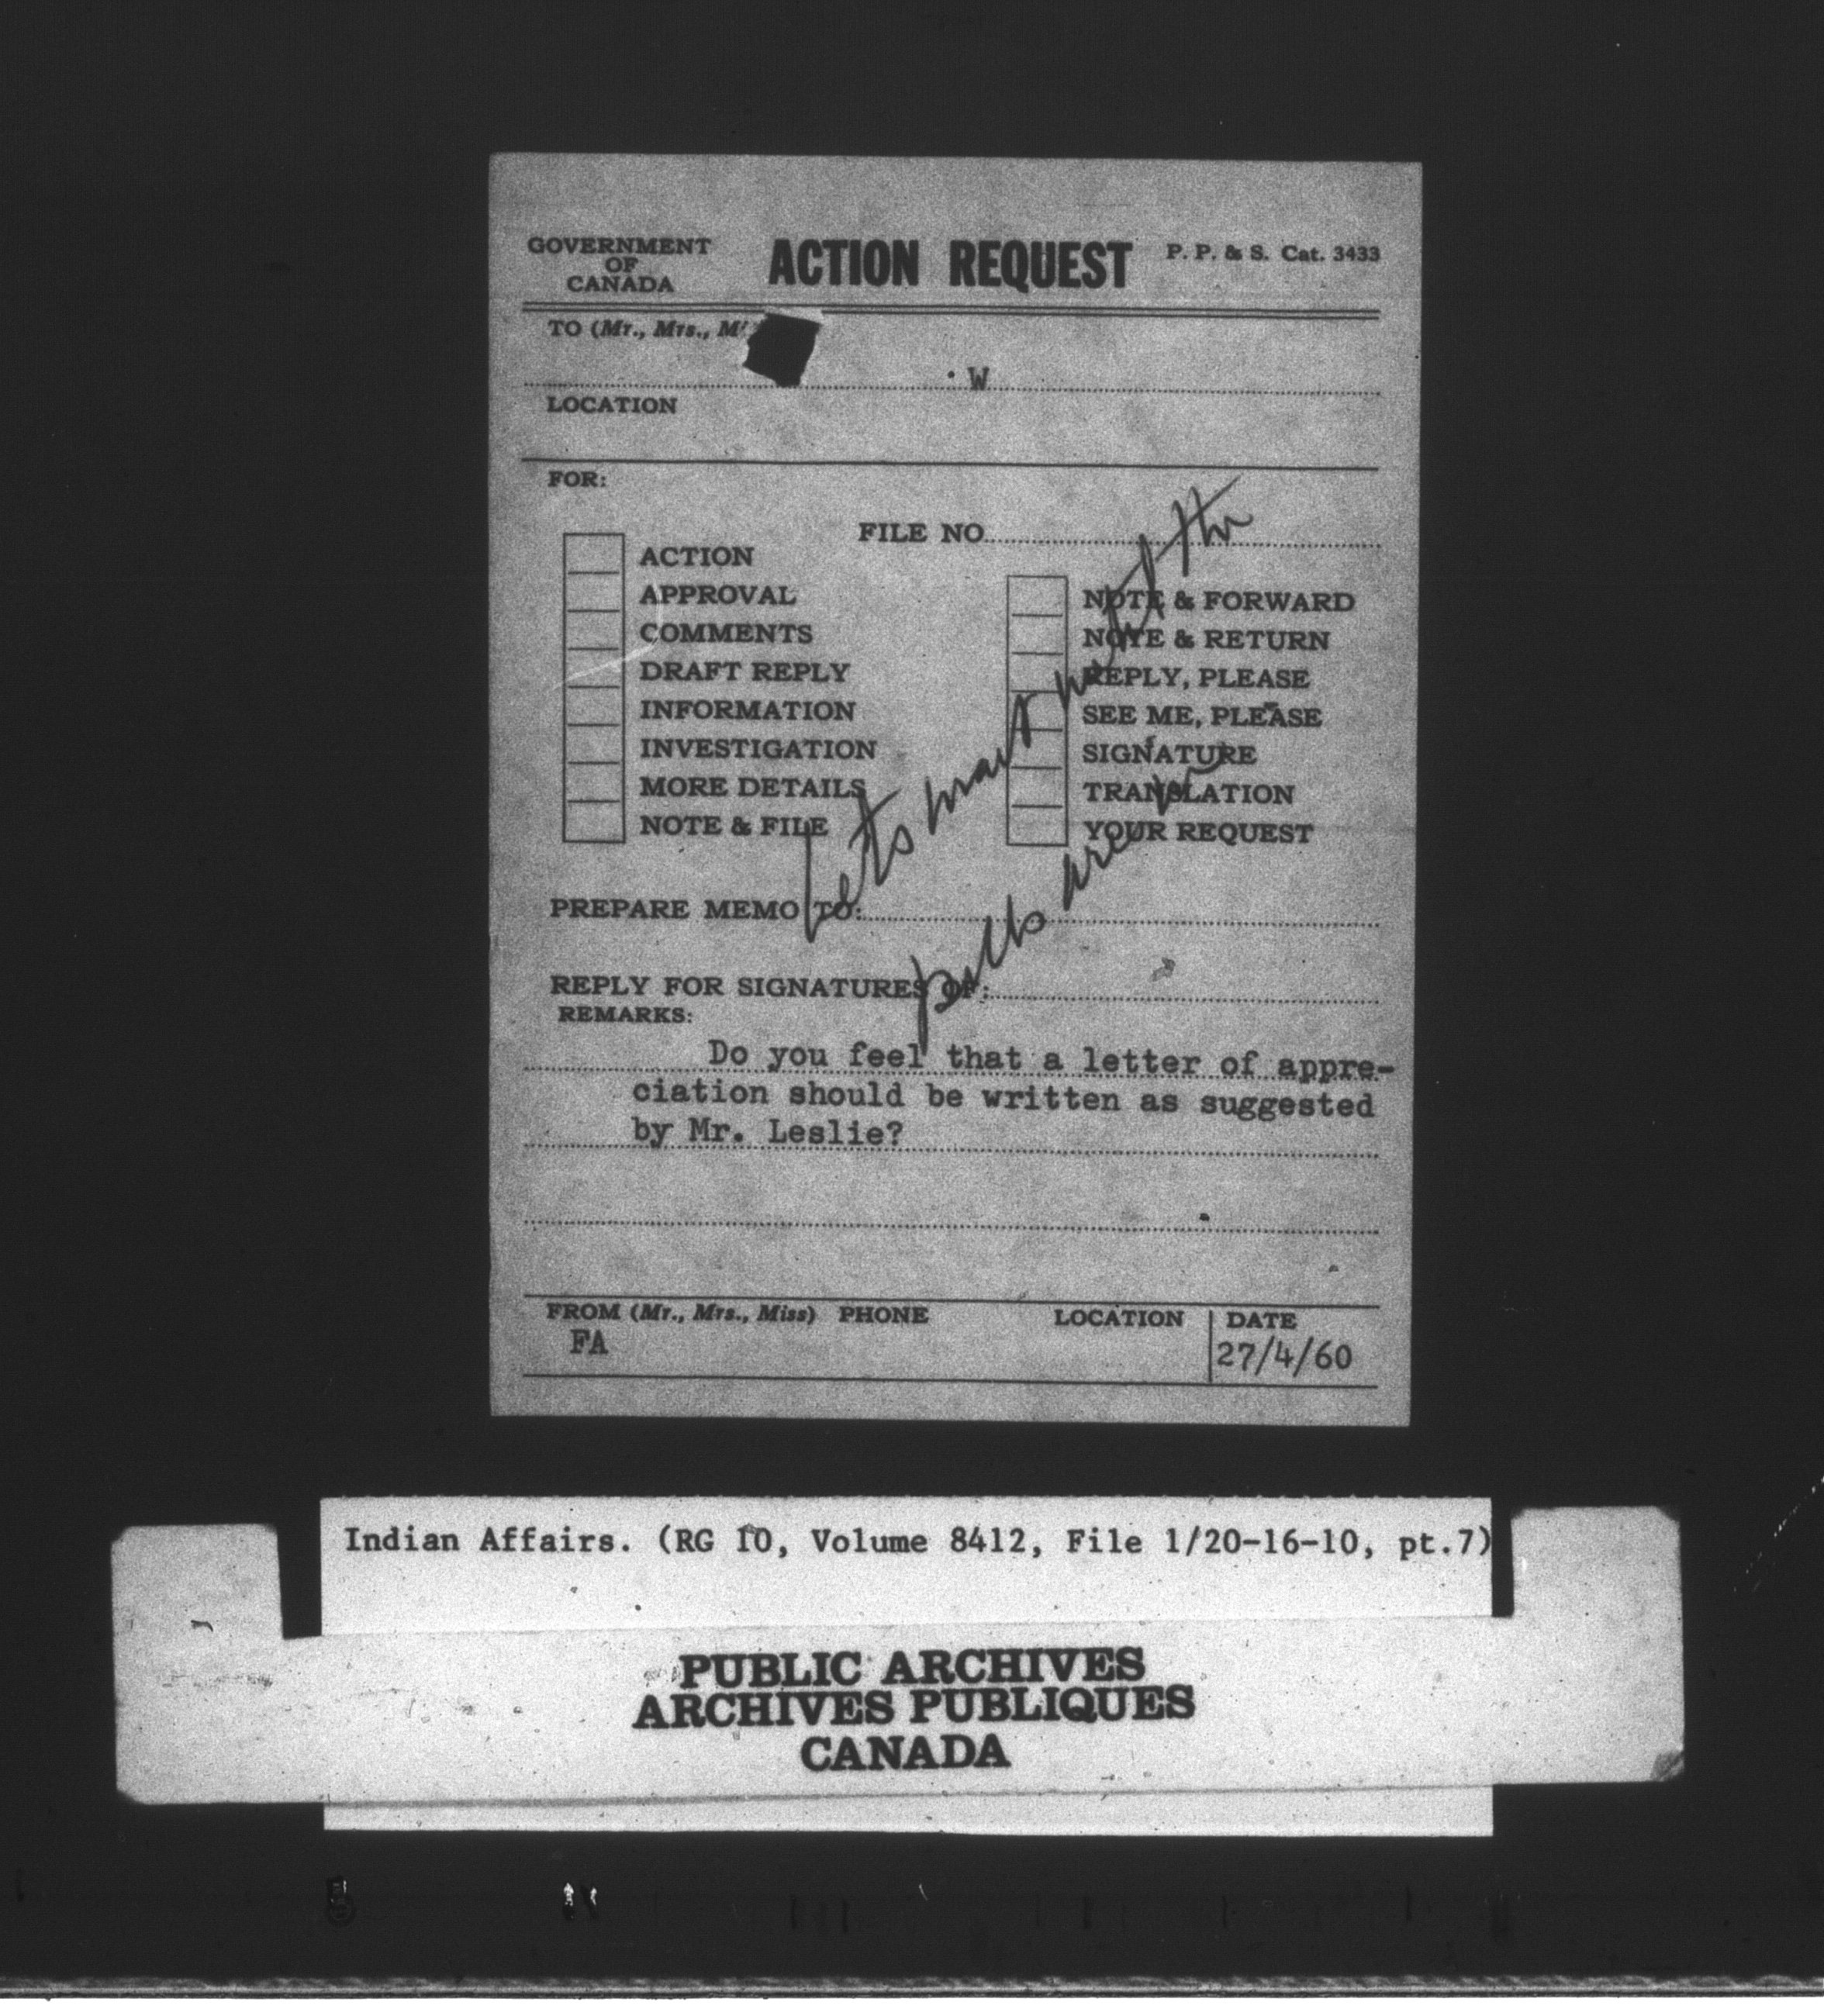 GOVERNMENT
OF
CANADA
ACTION REQUEST
P. P. & S. Cat. 3433
TO (Mr., Mrs., M
W
LOCATION
FOR:
FILE NO
ACTION
APPROVAL
COMMENTS
DRAFT REPLY
INFORMATION
INVESTIGATION
MORE DETAILS
NOTE & FILE
NOTE & FORWARD
NOTE & RETURN
REPLY, PLEASE
SEE ME, PLEASE
SIGNATURE
TRANSLATION
YOUR REQUEST
Lets wait until the
PREPARE MEMO TO:
REPLY FOR SIGNATURES OF:
REMARKS:
Do you feel that a letter of appre-
ciation should be written as suggested
by Mr. Leslie?
FROM (Mr., Mrs., Miss) PHONE LOCATION DATE
FA 27/4/60
Indian Affairs. (RG 10, Volume 8412, File 1/20-16-10, pt.7)
PUBLIC ARCHIVES
ARCHIVES PUBLIQUES
CANADA